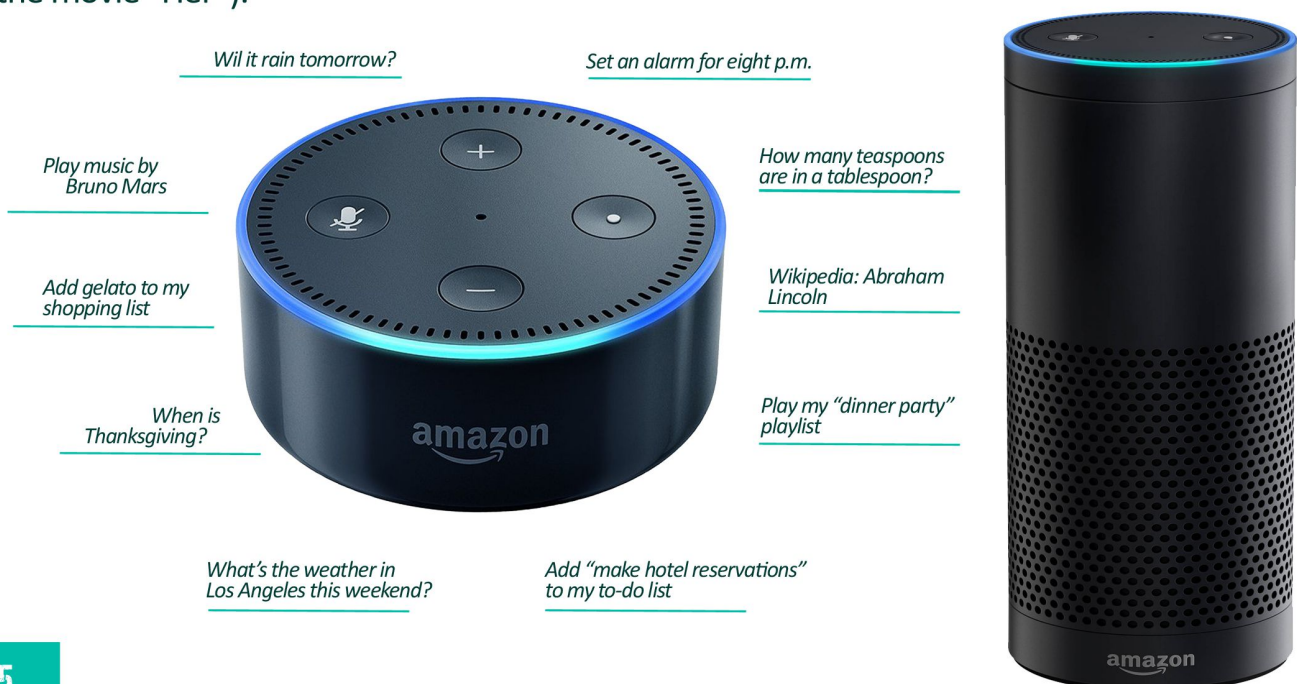 the movie "Her").
Wil it rain tomorrow?
Set an alarm for eight p.m.
Play music by
Bruno Mars
How many teaspoons
are in a tablespoon?
Add gelato to my
shopping list
Wikipedia: Abraham
Lincoln
When is
Thanksgiving?
Play my “dinner party”
playlist
amazon
What’s the weather in
Los Angeles this weekend?
Add “make hotel reservations”
to my to-do list
amazon
5